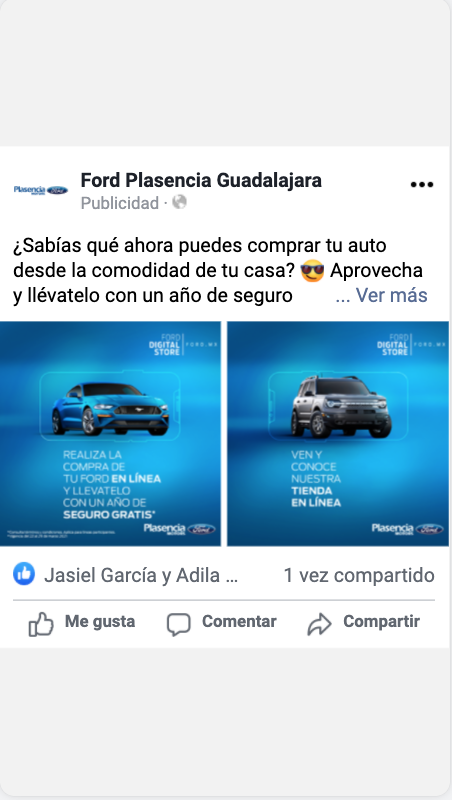 Plasencia Ford
Ford Plasencia Guadalajara
Publicidad ·
¿Sabías qué ahora puedes comprar tu auto
desde la comodidad de tu casa? 😎 Aprovecha
y llévatelo con un año de seguro ... Ver más
FORD
DIGITAL
STORE
FORD.MX
REALIZA LA
COMPRA DE
TU FORD EN LÍNEA
Y LLEVATELO
CON UN AÑO DE
SEGURO GRATIS*
Plasencia Ford
FORD
DIGITAL
STORE
FORD.MX
VEN Y
CONOCE
NUESTRA
TIENDA
EN LÍNEA
Plasencia Ford
Jasiel García y Adila ... 1 vez compartido
Me gusta Comentar Compartir